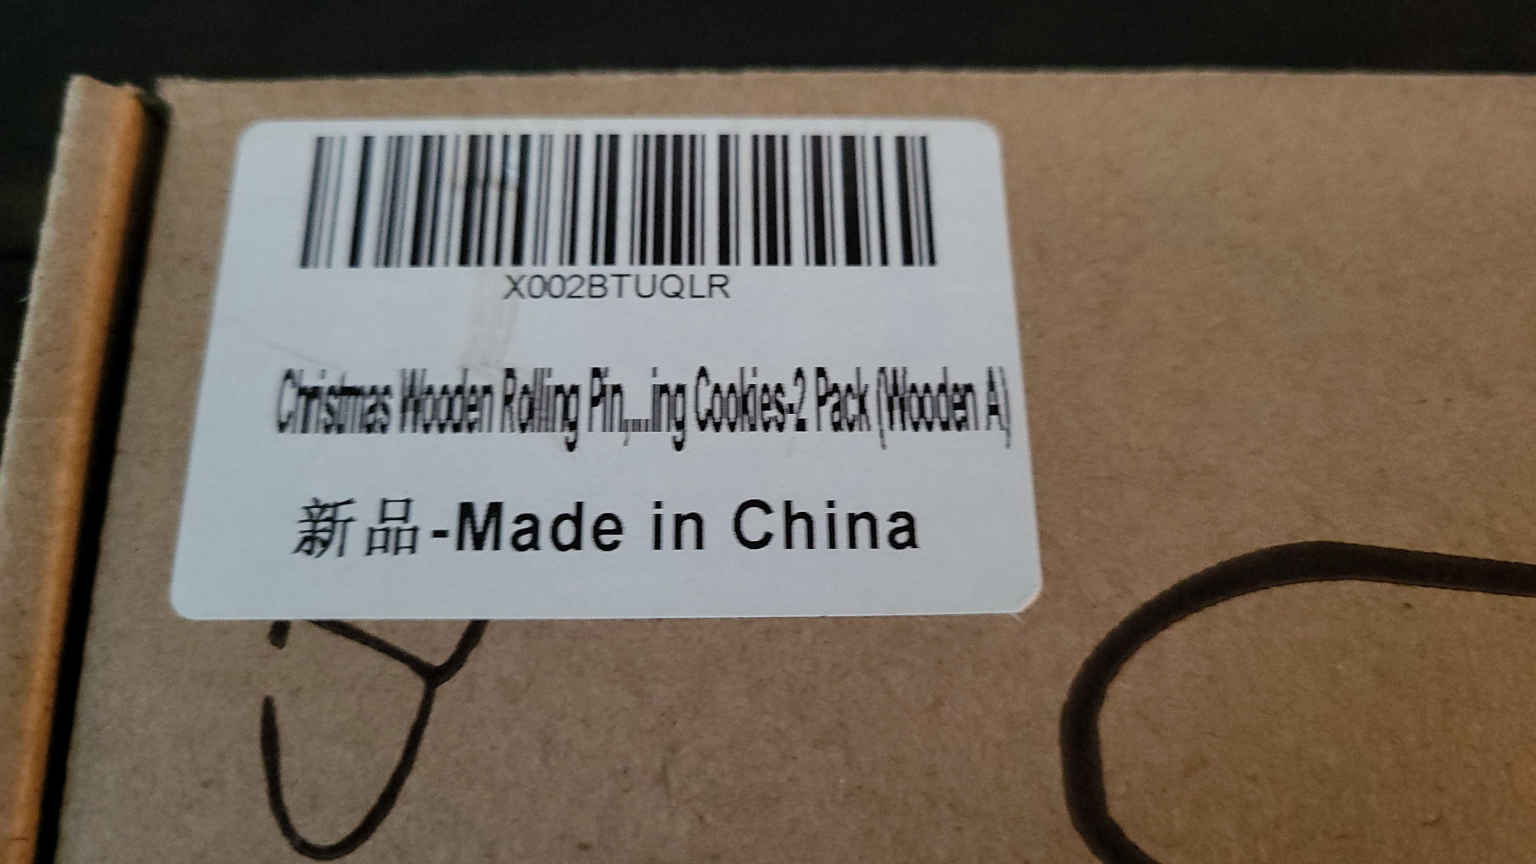 X002BTUQLR
Christmas Wooden Rolling Pin,...ing Cookies-2 Pack (Wooden A)
新品-Made in China